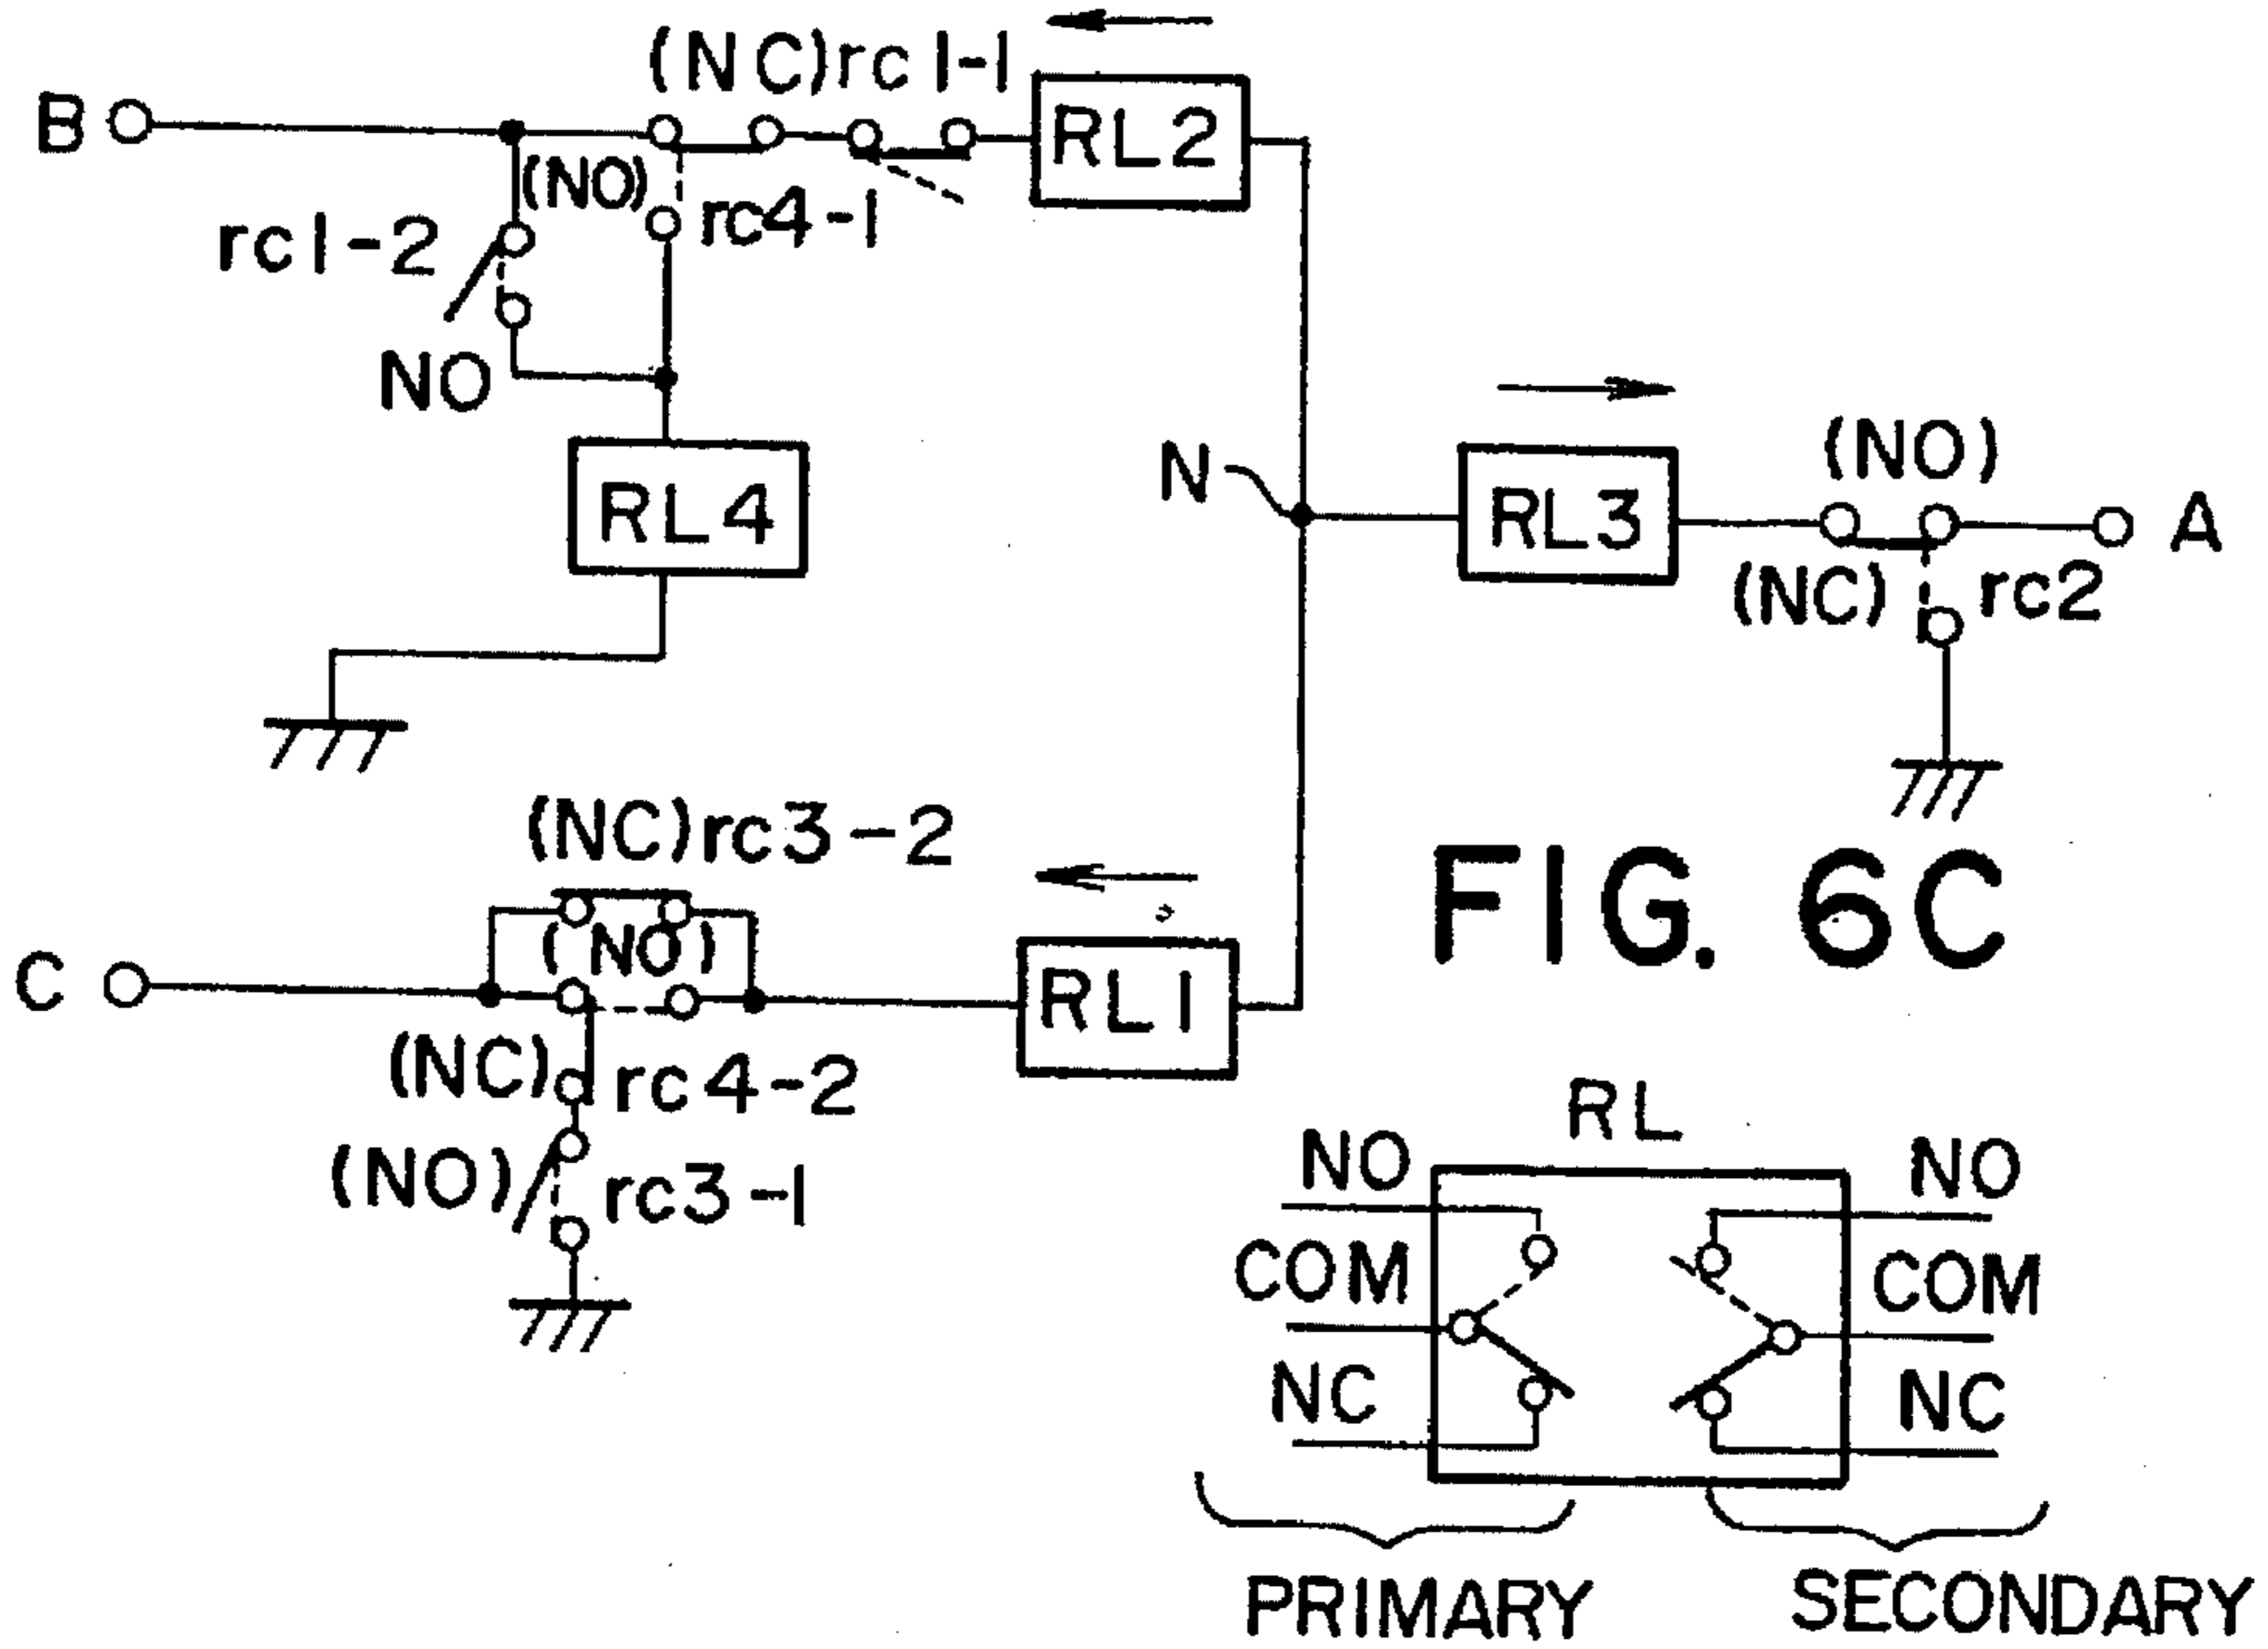 (NC)rc1-1
B
RL2
(NO)
rc4-1
rc1-2
NO
RL4
N
RL3
(NO)
A
(NC)
rc2
(NC)rc3-2
(NO)
C
RL1
FIG. 6C
(NC)
rc4-2
(NO)
rc3-1
RL
NO
NO
COM
COM
NC
NC
PRIMARY
SECONDARY